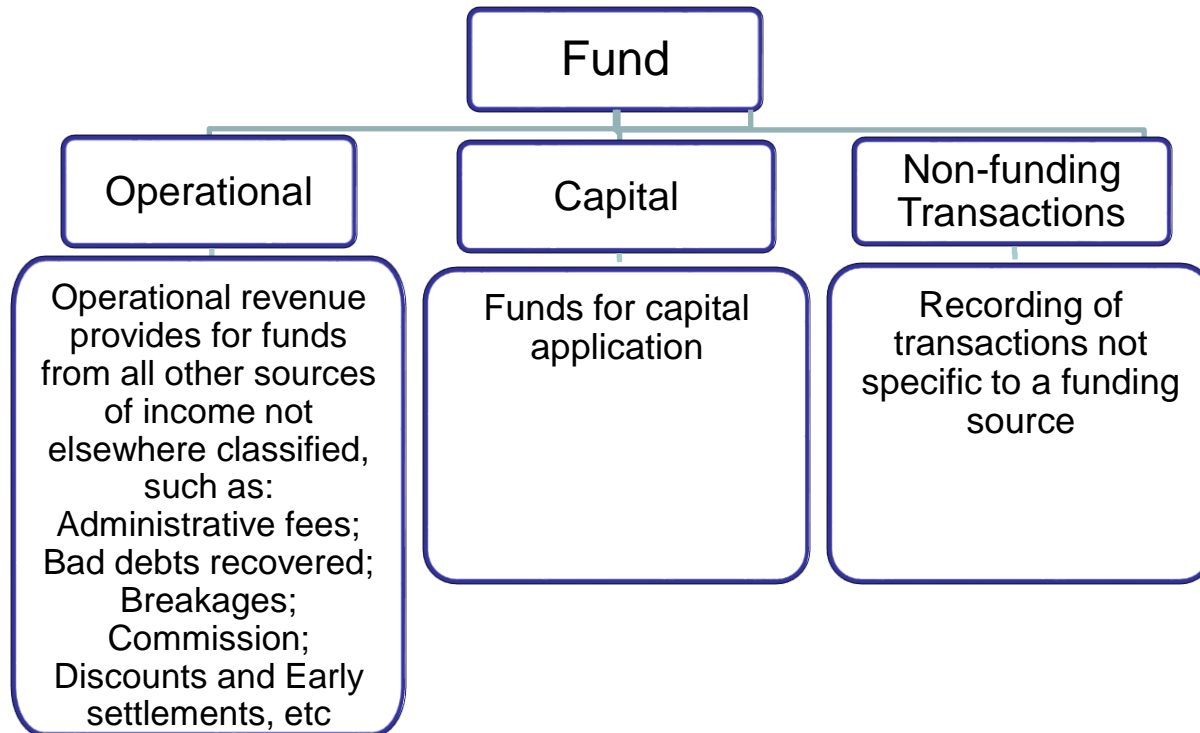 Fund
Operational
Capital
Non-funding
Transactions
Operational revenue
provides for funds
from all other sources
of income not
elsewhere classified,
such as:
Administrative fees;
Bad debts recovered;
Breakages;
Commission;
Discounts and Early
settlements, etc
Funds for capital
application
Recording of
transactions not
specific to a funding
source